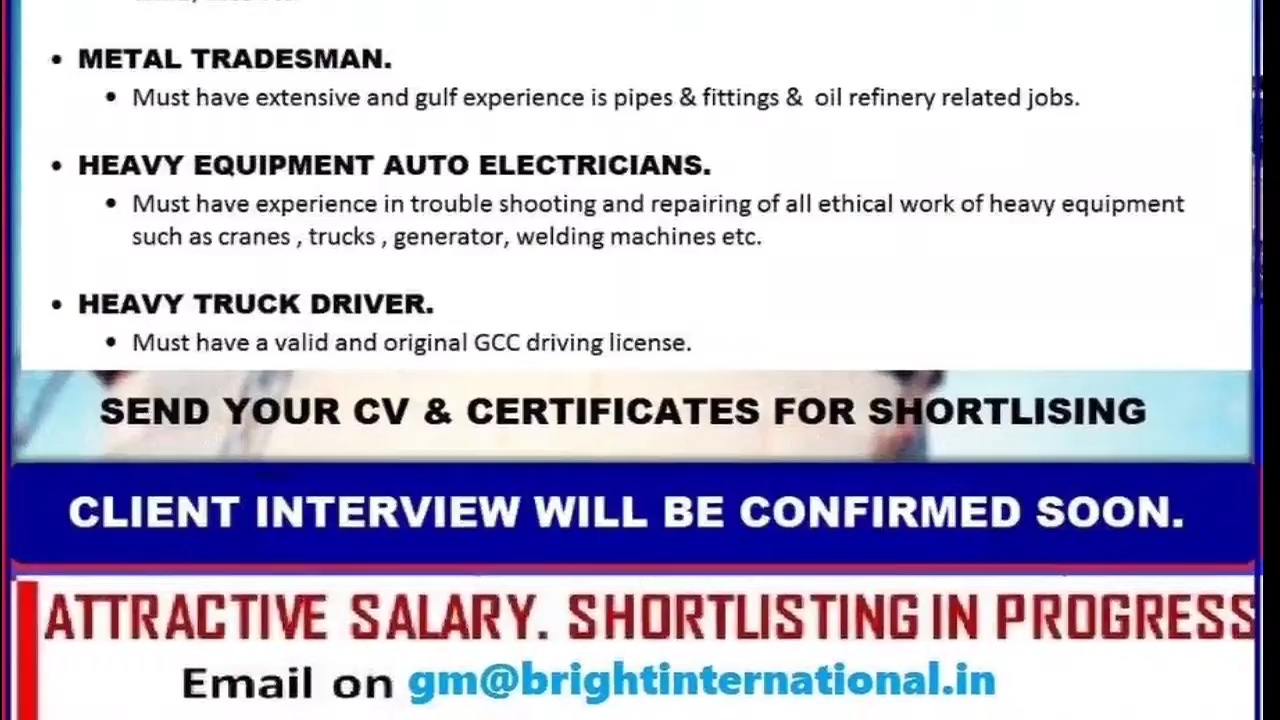 • METAL TRADESMAN.
• Must have extensive and gulf experience is pipes & fittings & oil refinery related jobs.
• HEAVY EQUIPMENT AUTO ELECTRICIANS.
• Must have experience in trouble shooting and repairing of all ethical work of heavy equipment
such as cranes , trucks , generator, welding machines etc.
• HEAVY TRUCK DRIVER.
• Must have a valid and original GCC driving license.
SEND YOUR CV & CERTIFICATES FOR SHORTLISING
CLIENT INTERVIEW WILL BE CONFIRMED SOON.
ATTRACTIVE SALARY. SHORTLISTING IN PROGRESS
Email on gm@brightinternational.in